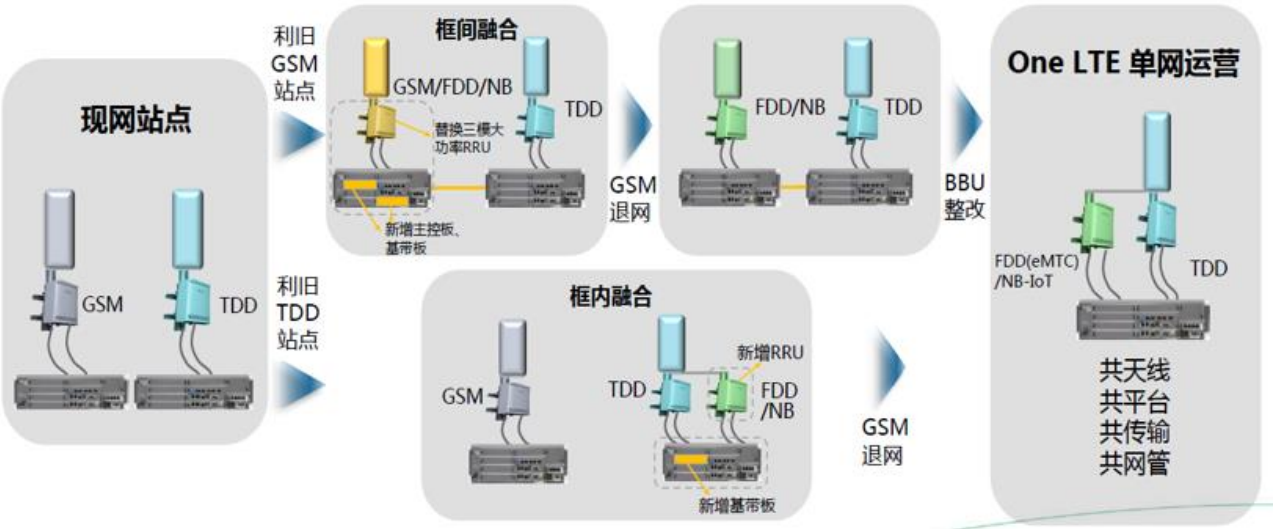 现网站点
GSM
TDD
利旧
GSM
站点
利旧
TDD
站点
框间融合
GSM/FDD/NB
TDD
替换三模大
功率RRU
新增主控板、
基带板
GSM
退网
FDD/NB
TDD
BBU
整改
框内融合
GSM
TDD
新增RRU
FDD
/NB
新增基带板
GSM
退网
One LTE 单网运营
FDD(eMTC)
/NB-IoT
TDD
共天线
共平台
共传输
共网管